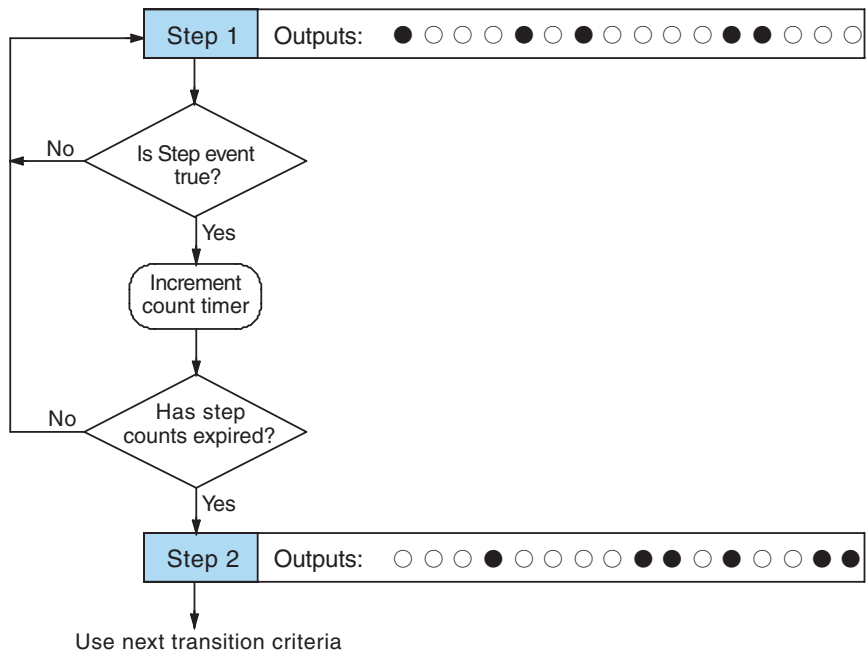 Step 1 Outputs:
No
Is Step event
true?
Yes
Increment
count timer
No
Has step
counts expired?
Yes
Step 2 Outputs:
Use next transition criteria